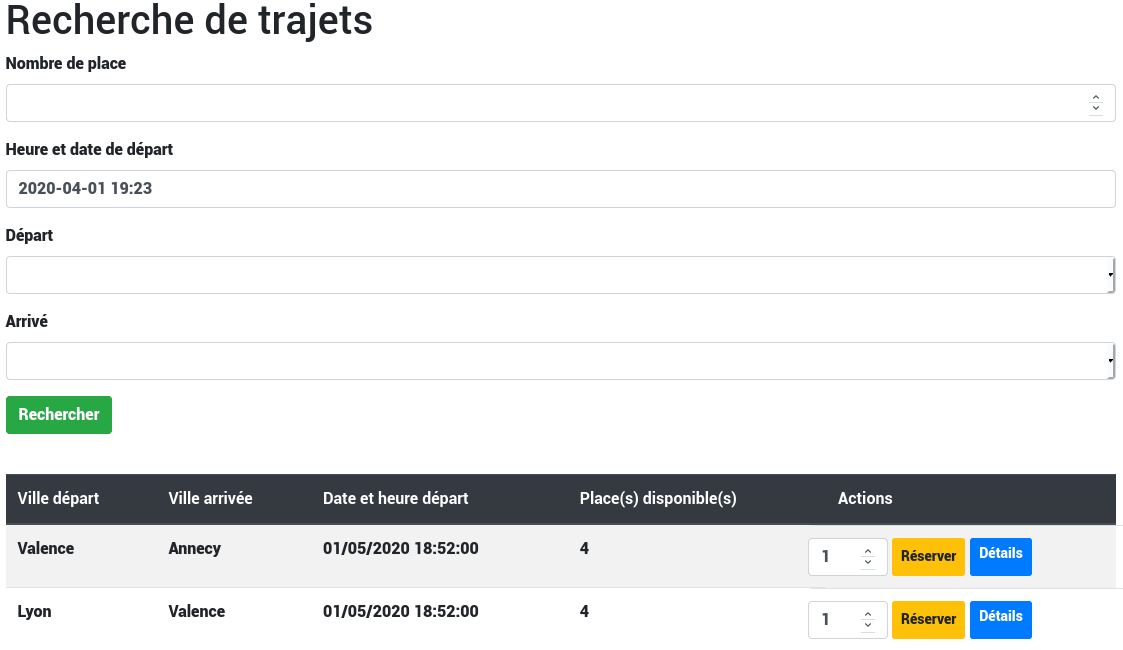 Recherche de trajets
Nombre de place
Heure et date de départ
2020-04-01 19:23
Départ
Arrivé
Rechercher
Ville départ Ville arrivée Date et heure départ Place(s) disponible(s) Actions
Valence Annecy 01/05/2020 18:52:00 4 1 Réserver Détails
Lyon Valence 01/05/2020 18:52:00 4 1 Réserver Détails